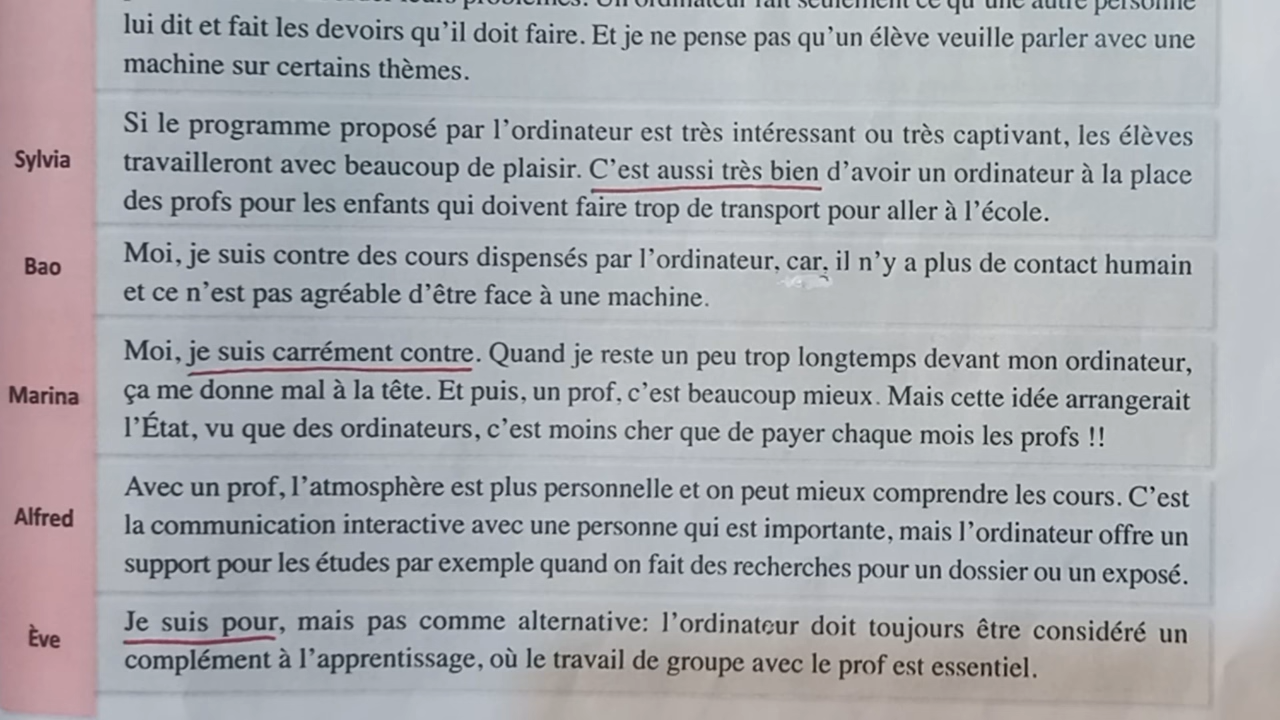 lui dit et fait les devoirs qu'il doit faire. Et je ne pense pas qu'un élève veuille parler avec une
machine sur certains thèmes.
Sylvia
Si le programme proposé par l'ordinateur est très intéressant ou très captivant, les élèves
travailleront avec beaucoup de plaisir. C'est aussi très bien d'avoir un ordinateur à la place
des profs pour les enfants qui doivent faire trop de transport pour aller à l'école.
Bao
Moi, je suis contre des cours dispensés par l'ordinateur, car, il n'y a plus de contact humain
et ce n'est pas agréable d'être face à une machine.
Marina
Moi, je suis carrément contre. Quand je reste un peu trop longtemps devant mon ordinateur,
ça me donne mal à la tête. Et puis, un prof, c'est beaucoup mieux. Mais cette idée arrangerait
l'État, vu que des ordinateurs, c'est moins cher que de payer chaque mois les profs !!
Alfred
Avec un prof, l'atmosphère est plus personnelle et on peut mieux comprendre les cours. C'est
la communication interactive avec une personne qui est importante, mais l'ordinateur offre un
support pour les études par exemple quand on fait des recherches pour un dossier ou un exposé.
Ève
Je suis pour, mais pas comme alternative: l'ordinateur doit toujours être considéré un
complément à l'apprentissage, où le travail de groupe avec le prof est essentiel.